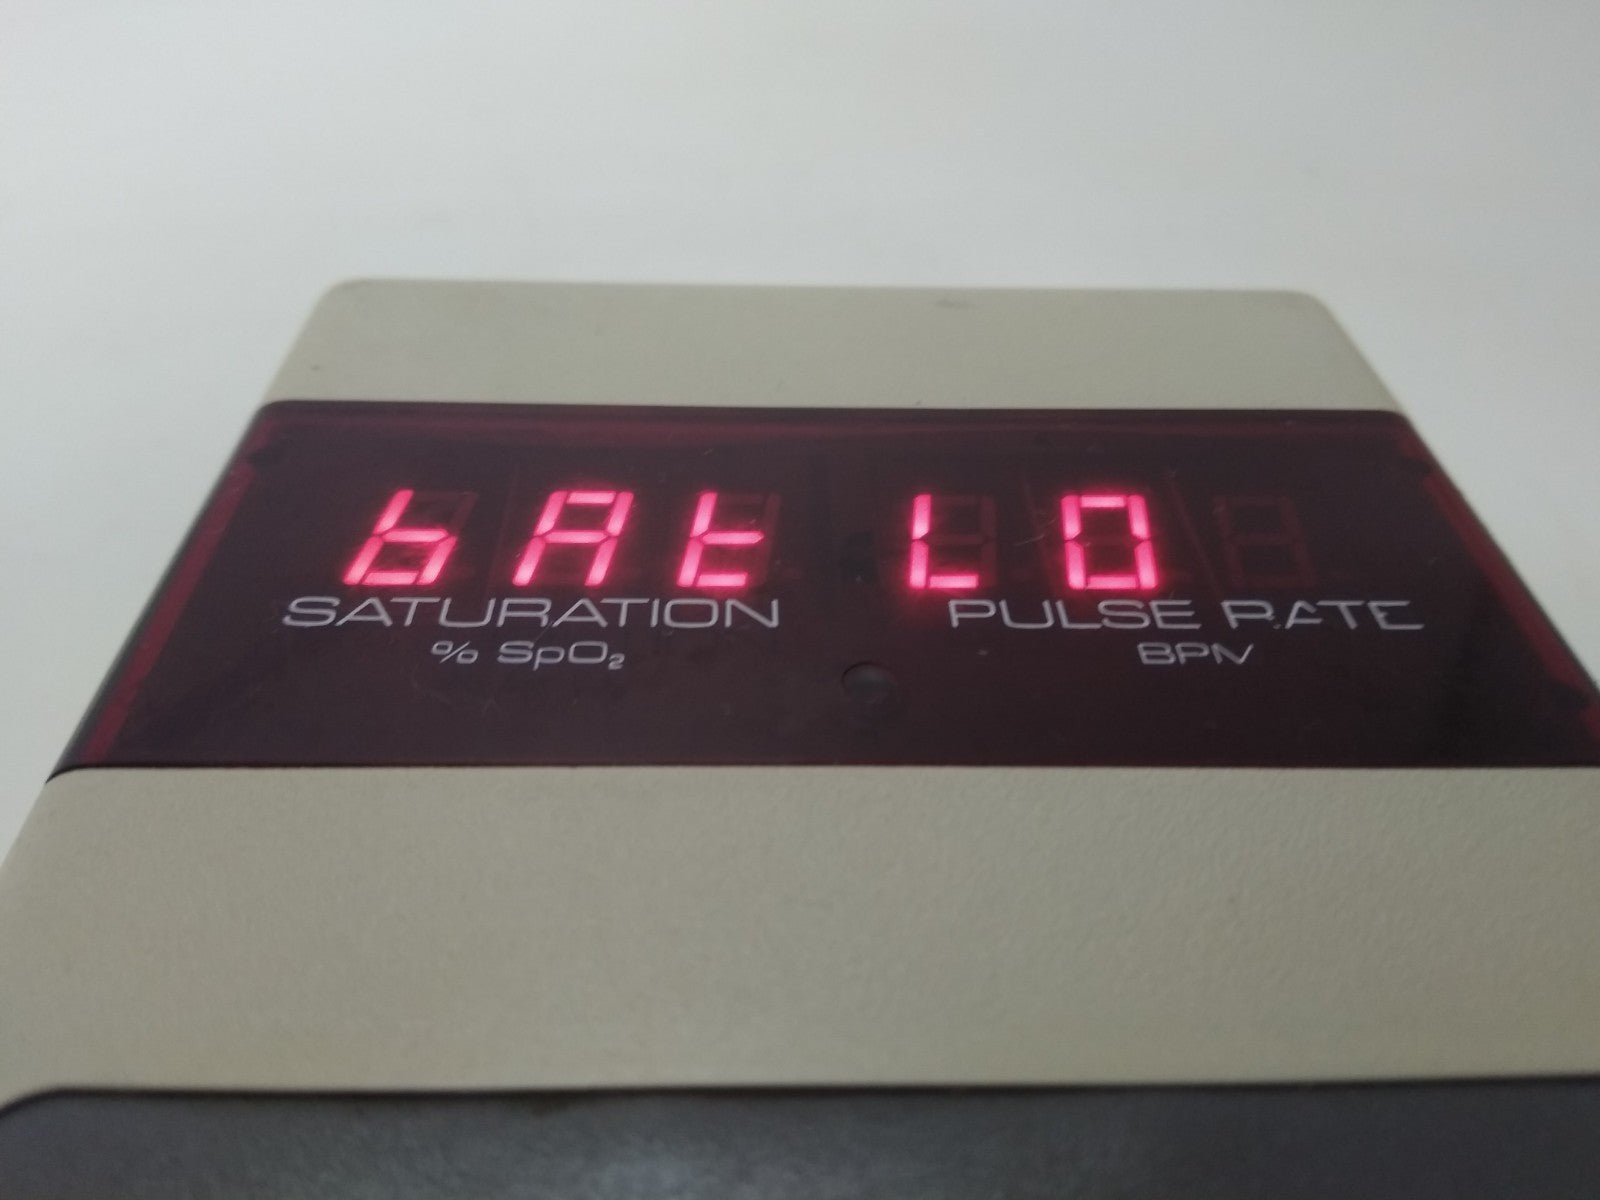 bAt LO
SATURATION PULSE RATE
% SpO₂ BPM